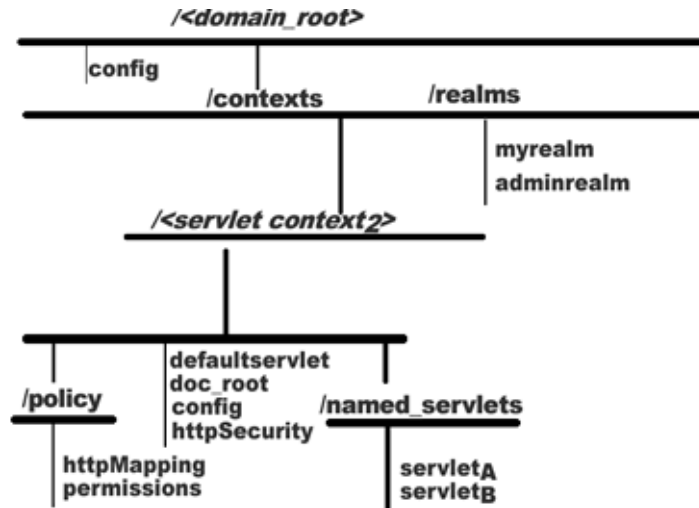 /<domain_root>
config
/contexts
/realms
myrealm
adminrealm
/<servlet context2>
defaultservlet
doc_root
config
httpSecurity
/policy
/named_servlets
httpMapping
permissions
servletA
servletB